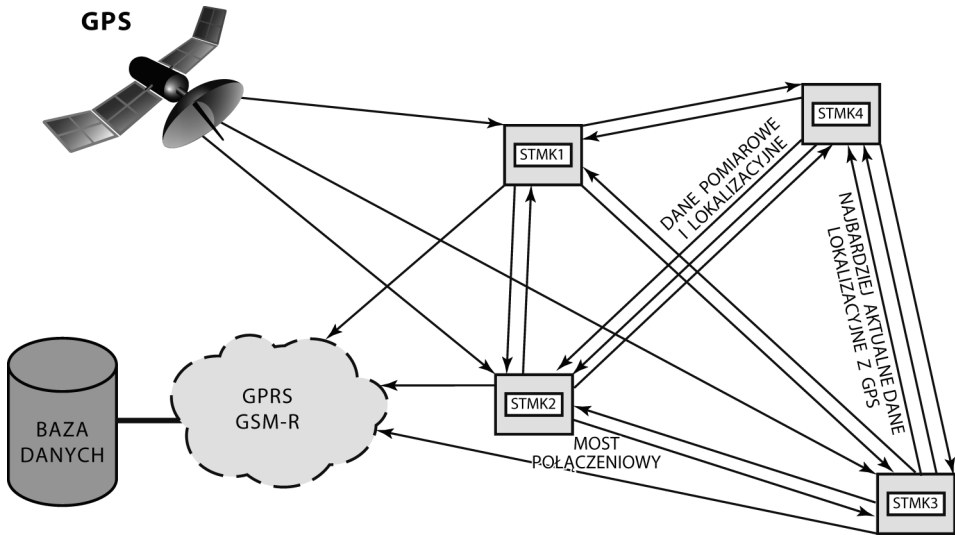 GPS
STMK1
STMK4
DANE POMIAROWE
I LOKALIZACYJNE
NAJBARDZIEJ AKTUALNE DANE
LOKALIZACYJNE Z GPS
GPRS
GSM-R
STMK2
BAZA
DANYCH
MOST
POŁĄCZENIOWY
STMK3